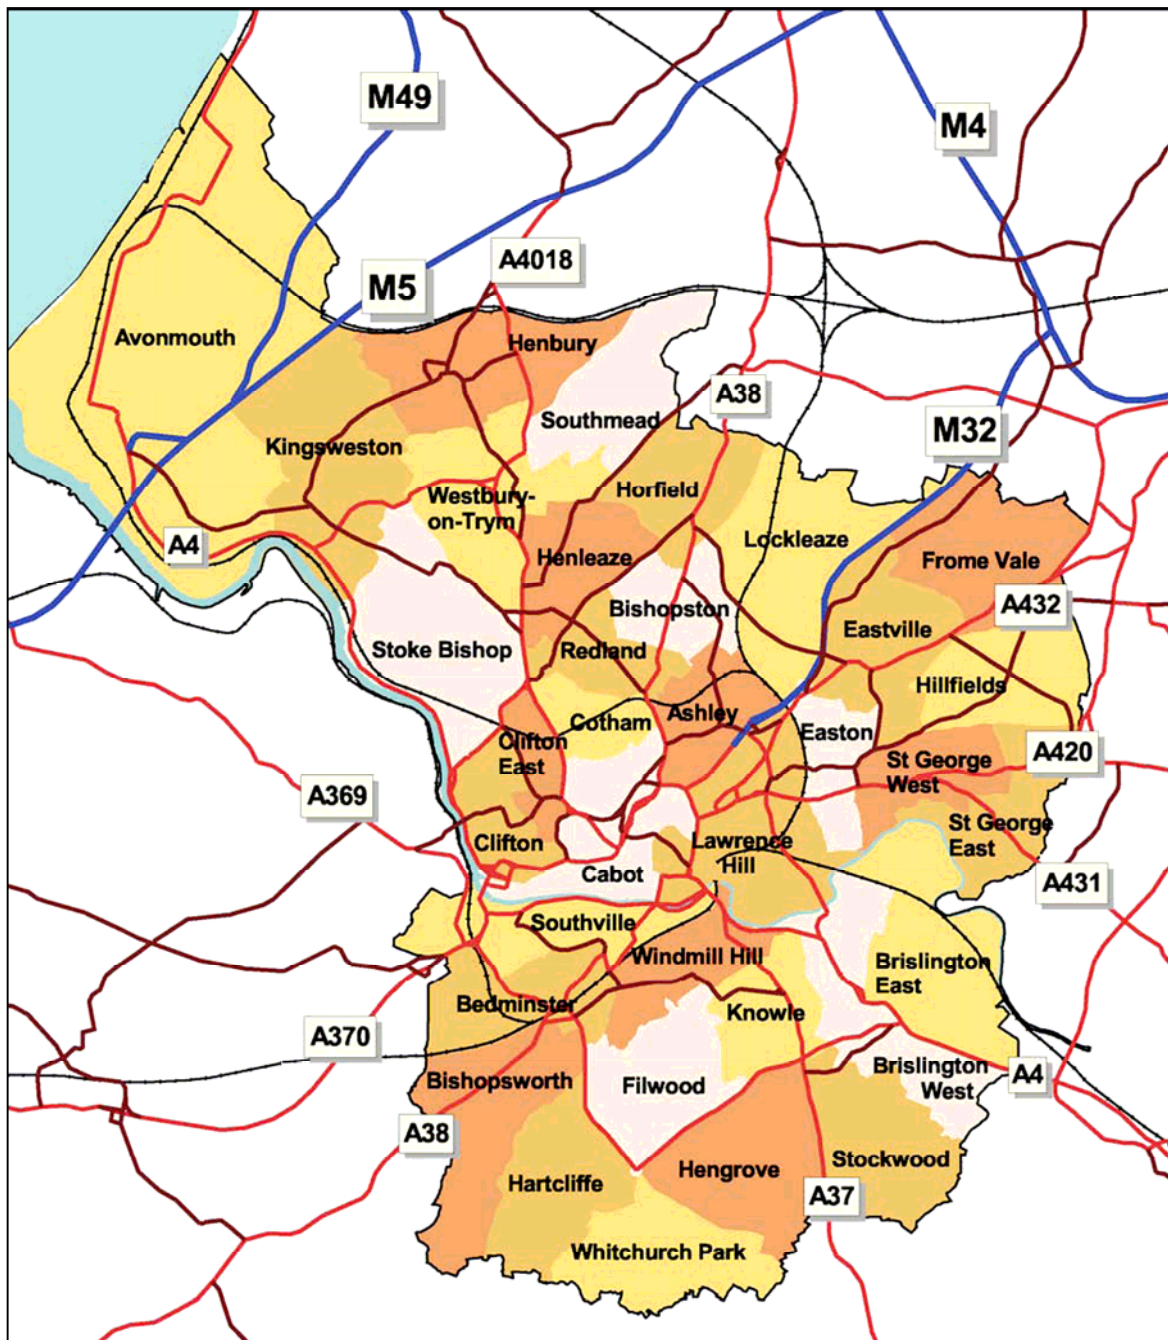 M49
M4
A4018
M5
Avonmouth
Henbury
A38
Southmead
M32
Kingsweston
Horfield
Westbury-
on-Trym
A4
Lockleaze
Henleaze
Frome Vale
A432
Bishopston
Eastville
Stoke Bishop
Redland
Hillfields
Ashley
Cotham
Easton
Clifton
East
A420
St George
West
A369
St George
East
Clifton
Lawrence
Hill
Cabot
A431
Southville
Windmill Hill
Brislington
East
Bedminster
Knowle
A370
Brislington
West
A4
Bishopsworth
Filwood
A38
Stockwood
Hengrove
Hartcliffe
A37
Whitchurch Park